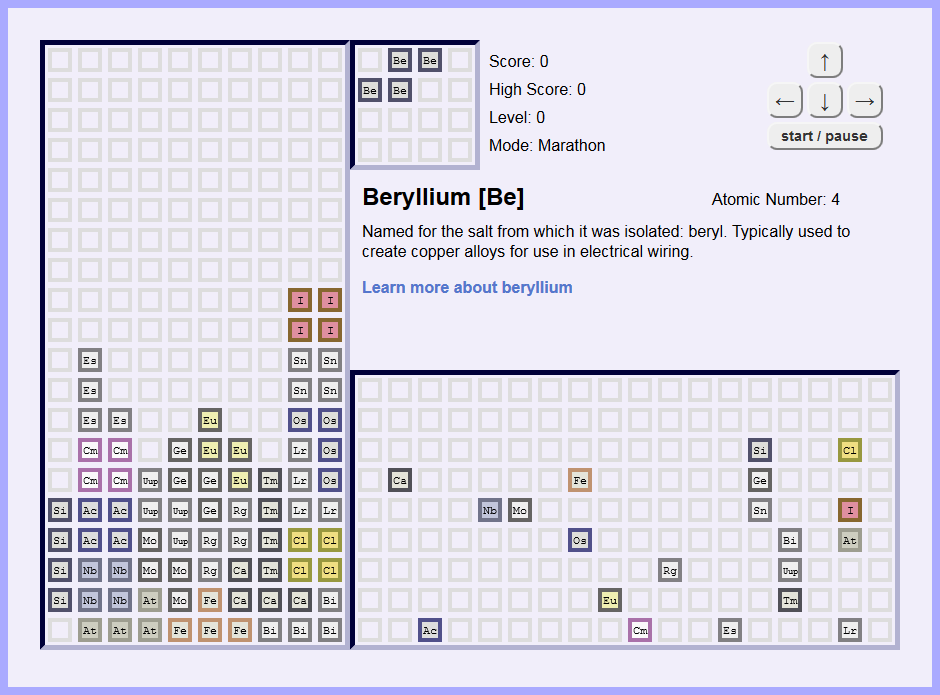 Be Be
Be Be
Score: 0
High Score: 0
Level: 0
Mode: Marathon
↑
← ↓ →
start / pause
Beryllium [Be]
Atomic Number: 4
Named for the salt from which it was isolated: beryl. Typically used to
create copper alloys for use in electrical wiring.
Learn more about beryllium
I I
I I
Es Sn Sn
Es Sn Sn
Es Es Eu Os Os
Cm Cm Ge Eu Eu Lr Os
Cm Cm Uup Ge Ge Eu Tm Lr Os
Si Ac Ac Uup Uup Ge Rg Tm Lr Lr
Si Ac Ac Mo Uup Rg Rg Tm Cl Cl
Si Nb Nb Mo Mo Rg Ca Tm Cl Cl
Si Nb Nb At Mo Fe Ca Ca Ca Bi
At At At Fe Fe Fe Bi Bi Bi
Si Cl
Ca Fe Ge
Nb Mo Sn I
Os Bi At
Rg Uup
Eu Tm
Ac Cm Es Lr